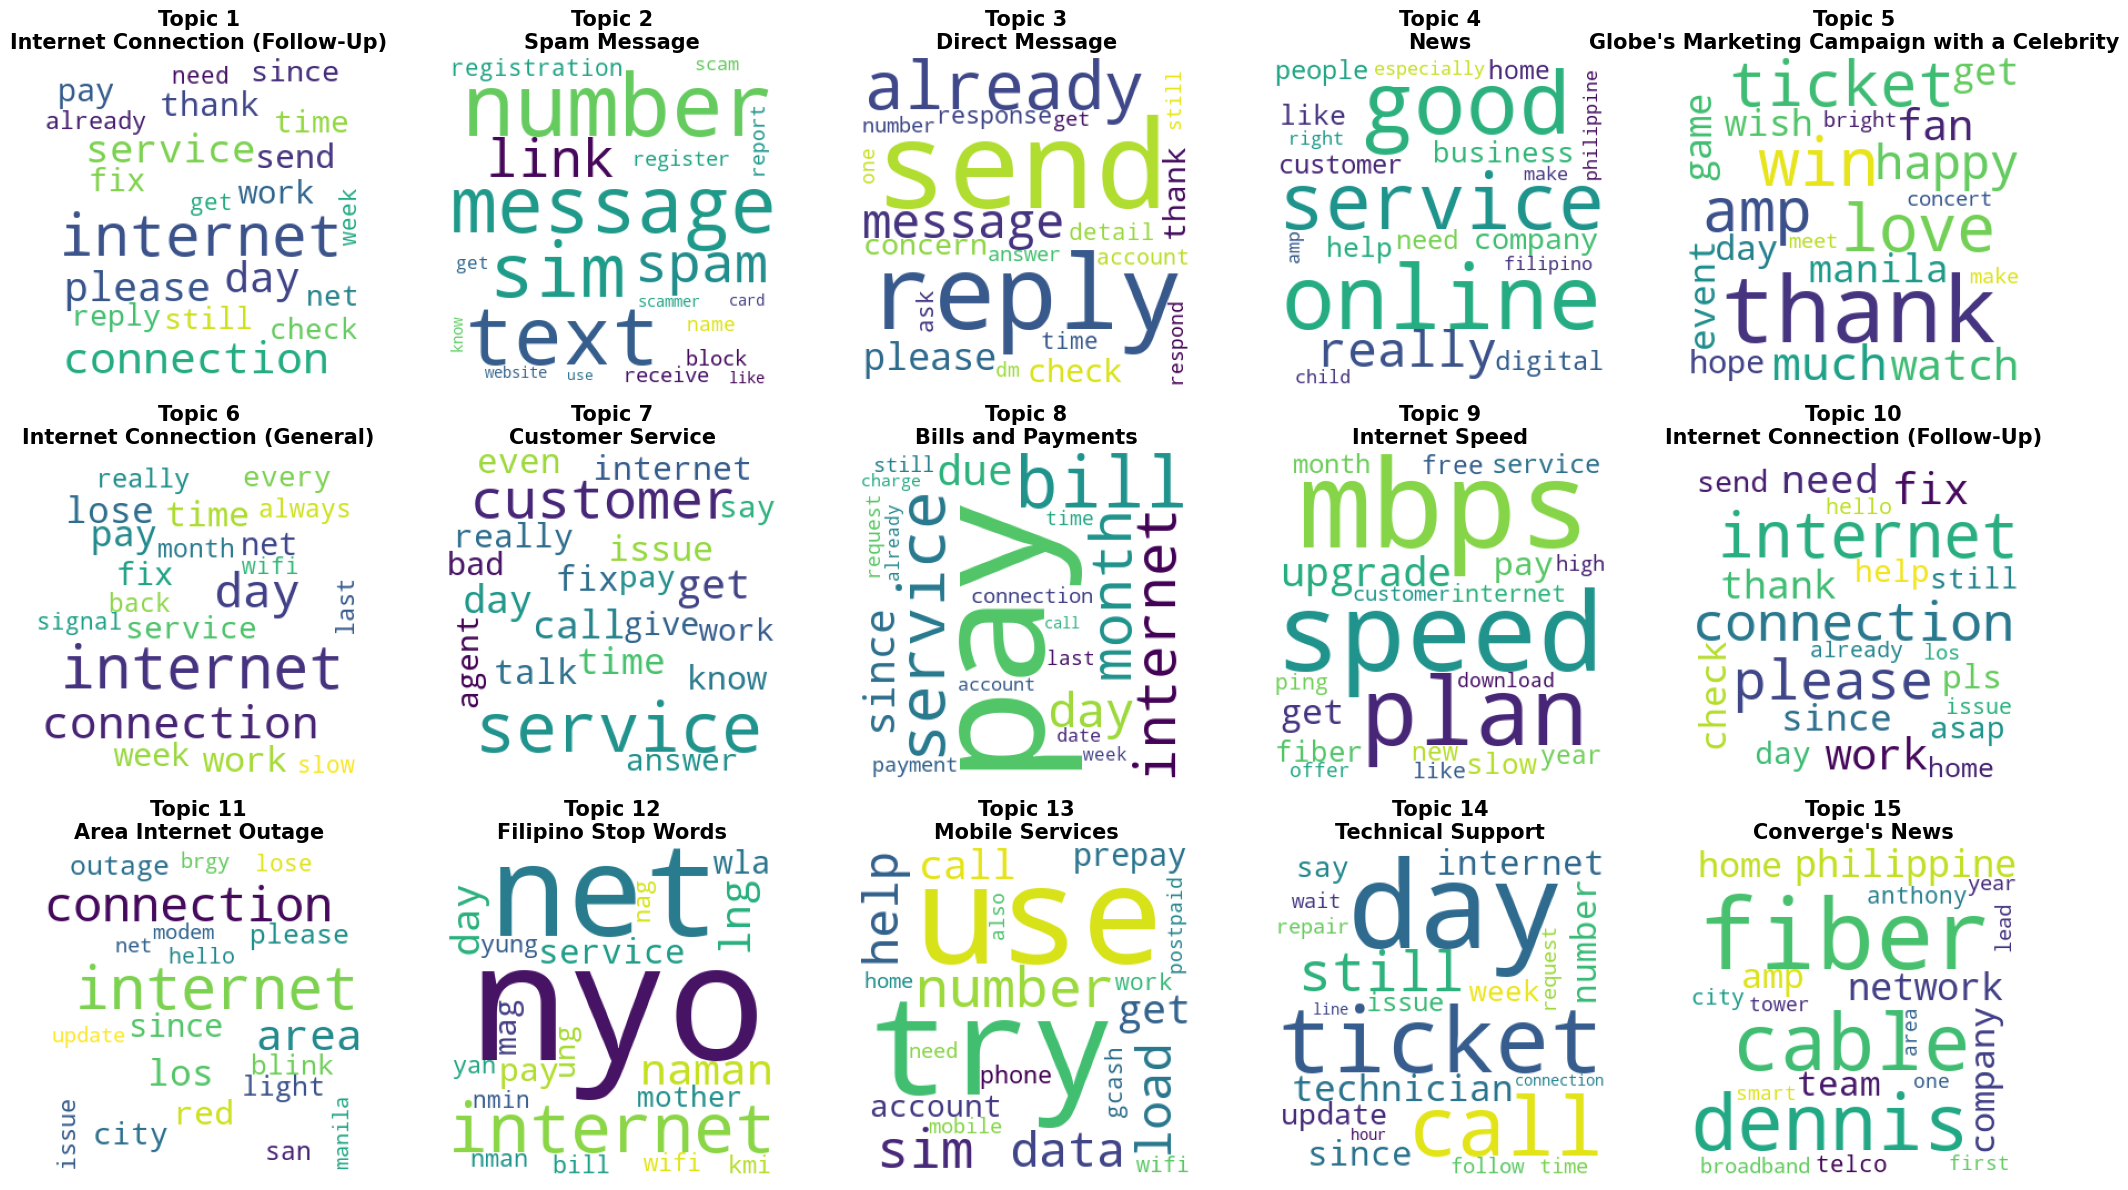 Topic 1
Internet Connection (Follow-Up)
need since
pay
thank
already time
service send
fix
work
get
week
internet
please day
net
reply still
check
connection
Topic 2
Spam Message
registration scam
number
report
link register
message
get sim spam
scammer card
know text name
block
website use receive like
Topic 3
Direct Message
already
still
number response get
one send
thank
message
concern detail
answer account
reply
ask
respond
time
please
dm check
Topic 4
News
people especially home
philippine
like good
right
customer business
make
service
amp help need company
filipino
online
really digital
child
Topic 5
Globe's Marketing Campaign with a Celebrity
ticket get
game wish bright fan
win happy
concert
amp love
day meet
manila make
event thank
hope much watch
Topic 6
Internet Connection (General)
really every
lose time always
pay month net
fix wifi
back day last
signal service
internet
connection
week work slow
Topic 7
Customer Service
even internet
customer say
really issue
bad fix pay get
day call give work
agent talk time know
service
answer
Topic 8
Bills and Payments
still due bill
charge
time
request already service pay month internet
since
connection
call
last
account
day
date
payment week
Topic 9
Internet Speed
month free service
mbps
upgrade pay high
customer internet
speed
ping download
get plan
fiber new slow year
offer like
Topic 10
Internet Connection (Follow-Up)
send need fix
hello
internet
thank help still
connection
already los
check please pls
since issue
asap
day work home
Topic 11
Area Internet Outage
outage brgy lose
connection
net modem please
hello
internet
update since area
los blink
light
issue city red
san manila
Topic 12
Filipino Stop Words
net wla
day nag lng
yung service
nyo
mag ung
yan pay naman
nmin mother
internet
nman bill wifi kmi
Topic 13
Mobile Services
help call prepay
use
also postpaid
home number work
get
try
need
phone gcash load
account
mobile
sim data wifi
Topic 14
Technical Support
say internet
wait day
repair
still number
request
week
line issue
ticket
technician connection
update
hour call
since
follow time
Topic 15
Converge's News
home philippine
anthony year
fiber lead
amp
city tower network
cable area company
smart team one
dennis
broadband telco first